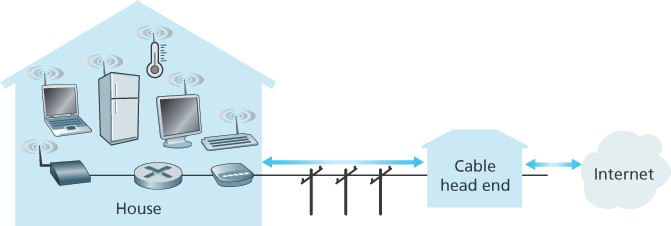 House
Cable
head end
Internet